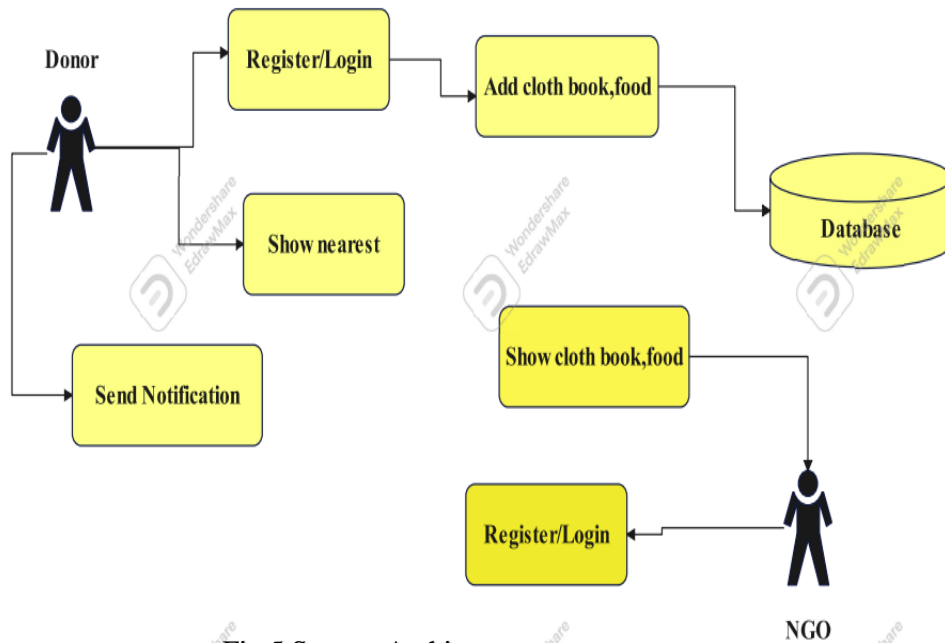 Donor
Register/Login
Add cloth book,food
Database
Show nearest
Send Notification
Show cloth book,food
Register/Login
NGO
Wondershare
EdrawMax
Wondershare
EdrawMax
Wondershare
EdrawMax